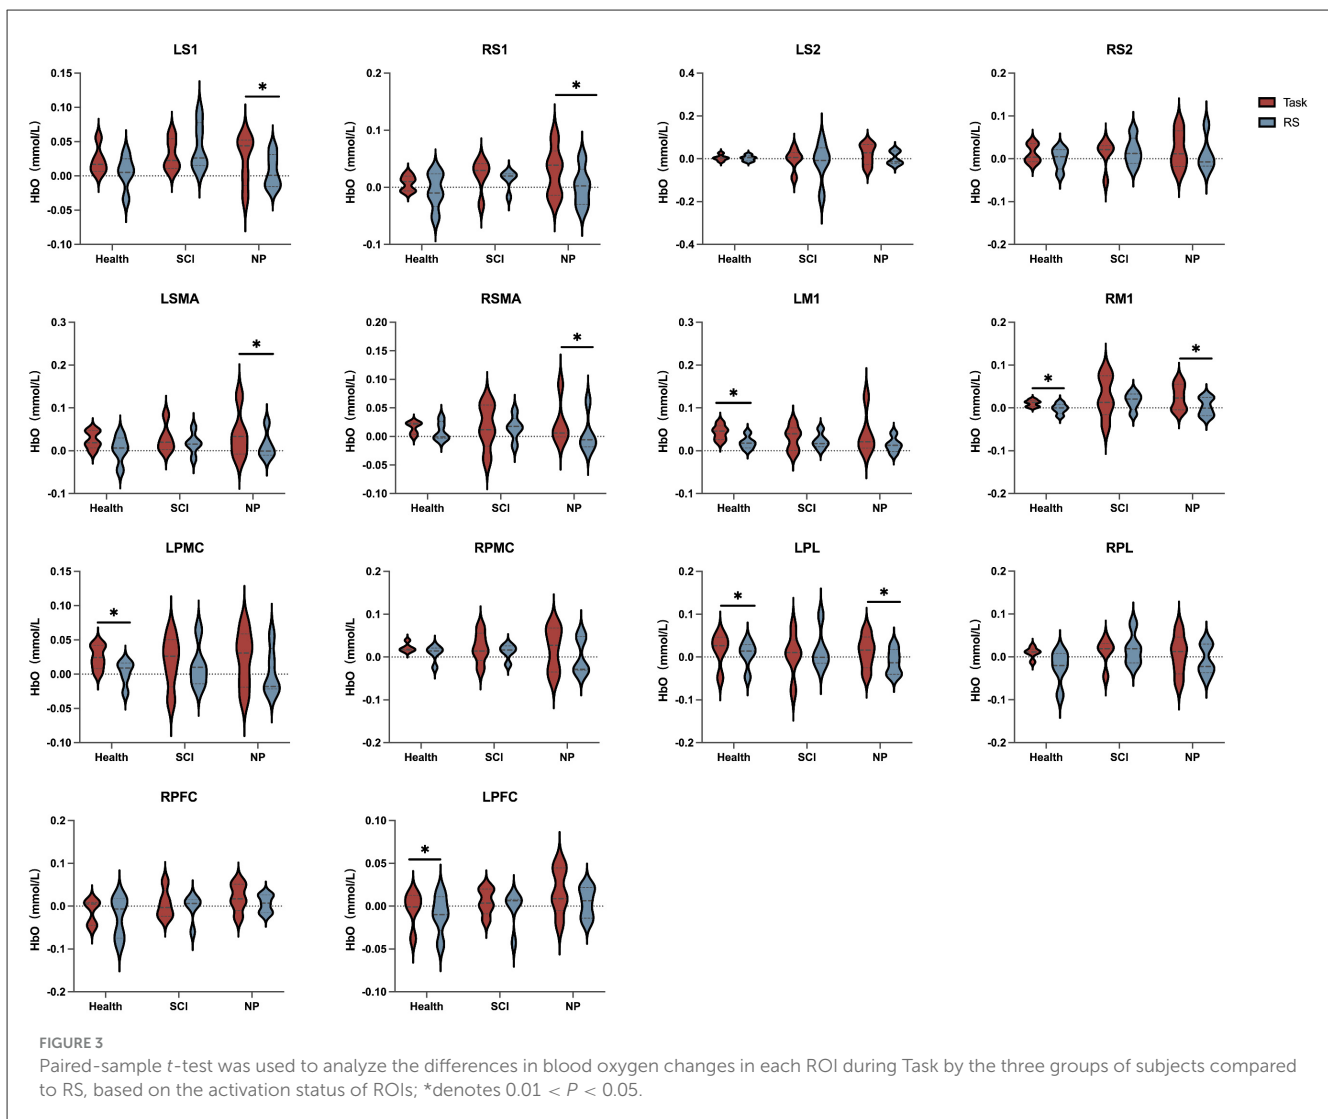 LS1
HbO (mmol/L)
0.15
0.10
0.05
0.00
-0.05
-0.10
*
Health SCI NP
RS1
HbO (mmol/L)
0.2
0.1
0.0
-0.1
*
Health SCI NP
LS2
HbO (mmol/L)
0.4
0.2
0.0
-0.2
-0.4
Health SCI NP
RS2
HbO (mmol/L)
0.2
0.1
0.0
-0.1
-0.2
Health SCI NP
Task
RS
LSMA
HbO (mmol/L)
0.3
0.2
0.1
0.0
-0.1
*
Health SCI NP
RSMA
HbO (mmol/L)
0.20
0.15
0.10
0.05
0.00
-0.05
-0.10
*
Health SCI NP
LM1
HbO (mmol/L)
0.3
0.2
0.1
0.0
-0.1
*
Health SCI NP
RM1
HbO (mmol/L)
0.2
0.1
0.0
-0.1
-0.2
*
*
Health SCI NP
LPMC
HbO (mmol/L
0.15
0.10
0.05
0.00
-0.05
-0.10
*
Health SCI NP
RPMC
HbO (mmol/L)
0.2
0.1
0.0
-0.1
-0.2
Health SCI NP
LPL
HbO (mmol/L)
0.2
0.1
0.0
-0.1
-0.2
*
*
Health SCI NP
RPL
HbO (mmol/L)
0.2
0.1
0.0
-0.1
-0.2
Health SCI NP
RPFC
HbO (mmol/L)
0.2
0.1
0.0
-0.1
-0.2
Health SCI NP
LPFC
HbO (mmol/L)
0.10
0.05
0.00
-0.05
-0.10
*
Health SCI NP
FIGURE 3
Paired-sample t-test was used to analyze the differences in blood oxygen changes in each ROI during Task by the three groups of subjects compared
to RS, based on the activation status of ROIs; *denotes 0.01 < P < 0.05.